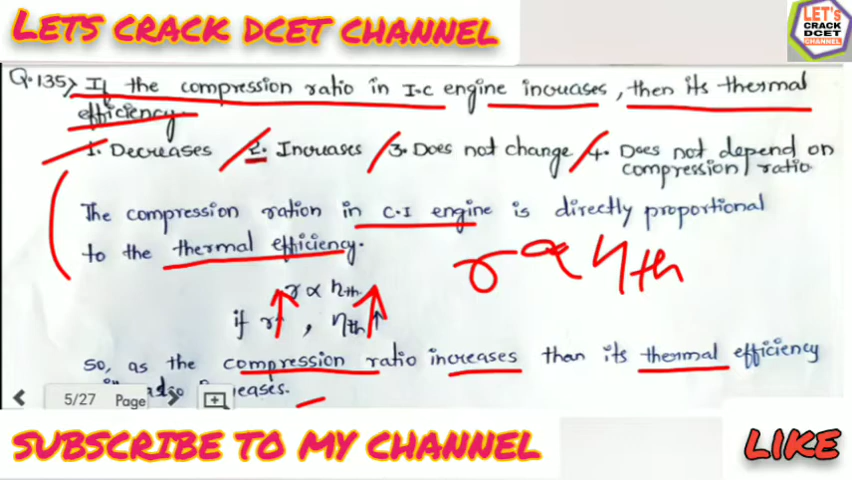 LETS CRACK DCET CHANNEL
LET'S
CRACK
DCET
CHANNEL
Q.135> If the compression ratio in I.C engine increases, then its thermal
efficiency.
1. Decreases 2. Increases 3. Does not change 4. Does not depend on
compression ratio
The compression ration in C.I engine is directly proportional
to the thermal efficiency.
r ∝ ηth
r ∝ ηth
if r↑, ηth↑
So, as the compression ratio increases than its thermal efficiency
5/27 Page
SUBSCRIBE TO MY CHANNEL
LIKE